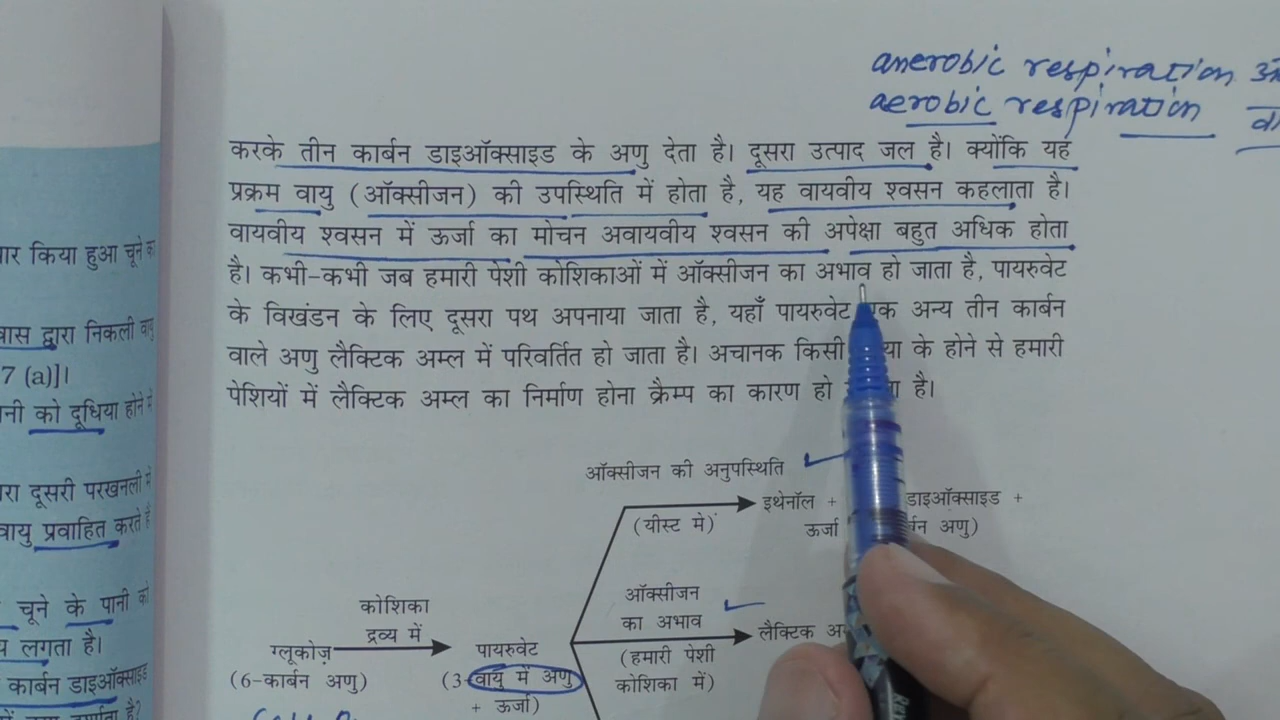 anerobic respiration
aerobic respiration
करके तीन कार्बन डाइऑक्साइड के अणु देता है। दूसरा उत्पाद जल है। क्योंकि यह
प्रक्रम वायु (ऑक्सीजन) की उपस्थिति में होता है, यह वायवीय श्वसन कहलाता है।
वायवीय श्वसन में ऊर्जा का मोचन अवायवीय श्वसन की अपेक्षा बहुत अधिक होता
है। कभी-कभी जब हमारी पेशी कोशिकाओं में ऑक्सीजन का अभाव हो जाता है, पायरुवेट
के विखंडन के लिए दूसरा पथ अपनाया जाता है, यहाँ पायरुवेट एक अन्य तीन कार्बन
वाले अणु लैक्टिक अम्ल में परिवर्तित हो जाता है। अचानक किसी के होने से हमारी
पेशियों में लैक्टिक अम्ल का निर्माण होना क्रैम्प का कारण हो है।
किया हुआ चूने का
द्वारा निकली वायु
7 (a)]।
को दूधिया होने में
दूसरी परखनली में
वायु प्रवाहित करते हैं
चूने के पानी को
लगता है।
कार्बन डाइऑक्साइड
ऑक्सीजन की अनुपस्थिति
(यीस्ट में)
इथेनॉल + डाइऑक्साइड +
ऊर्जा अणु)
ऑक्सीजन
का अभाव
(हमारी पेशी
कोशिका में)
लैक्टिक
कोशिका
द्रव्य में
ग्लूकोज़
(6-कार्बन अणु)
पायरुवेट
(3- वायु में अणु
+ ऊर्जा)